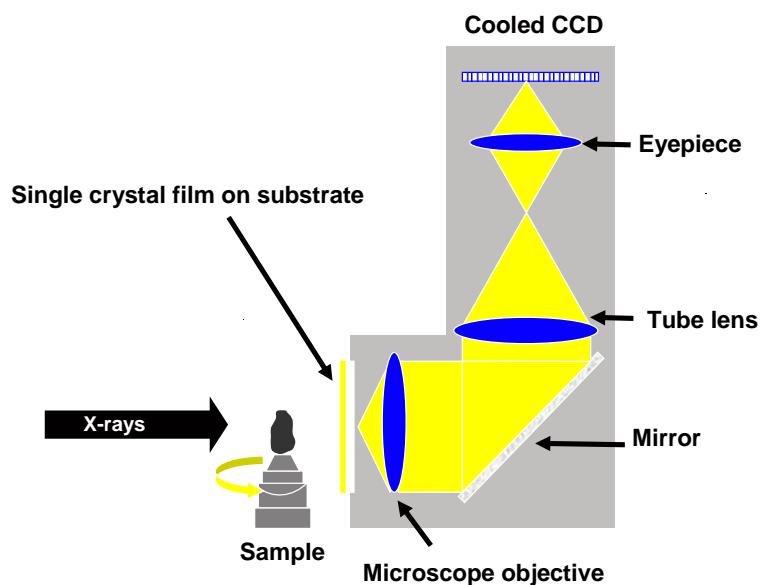 Cooled CCD
Eyepiece
Single crystal film on substrate
Tube lens
X-rays
Mirror
Sample
Microscope objective